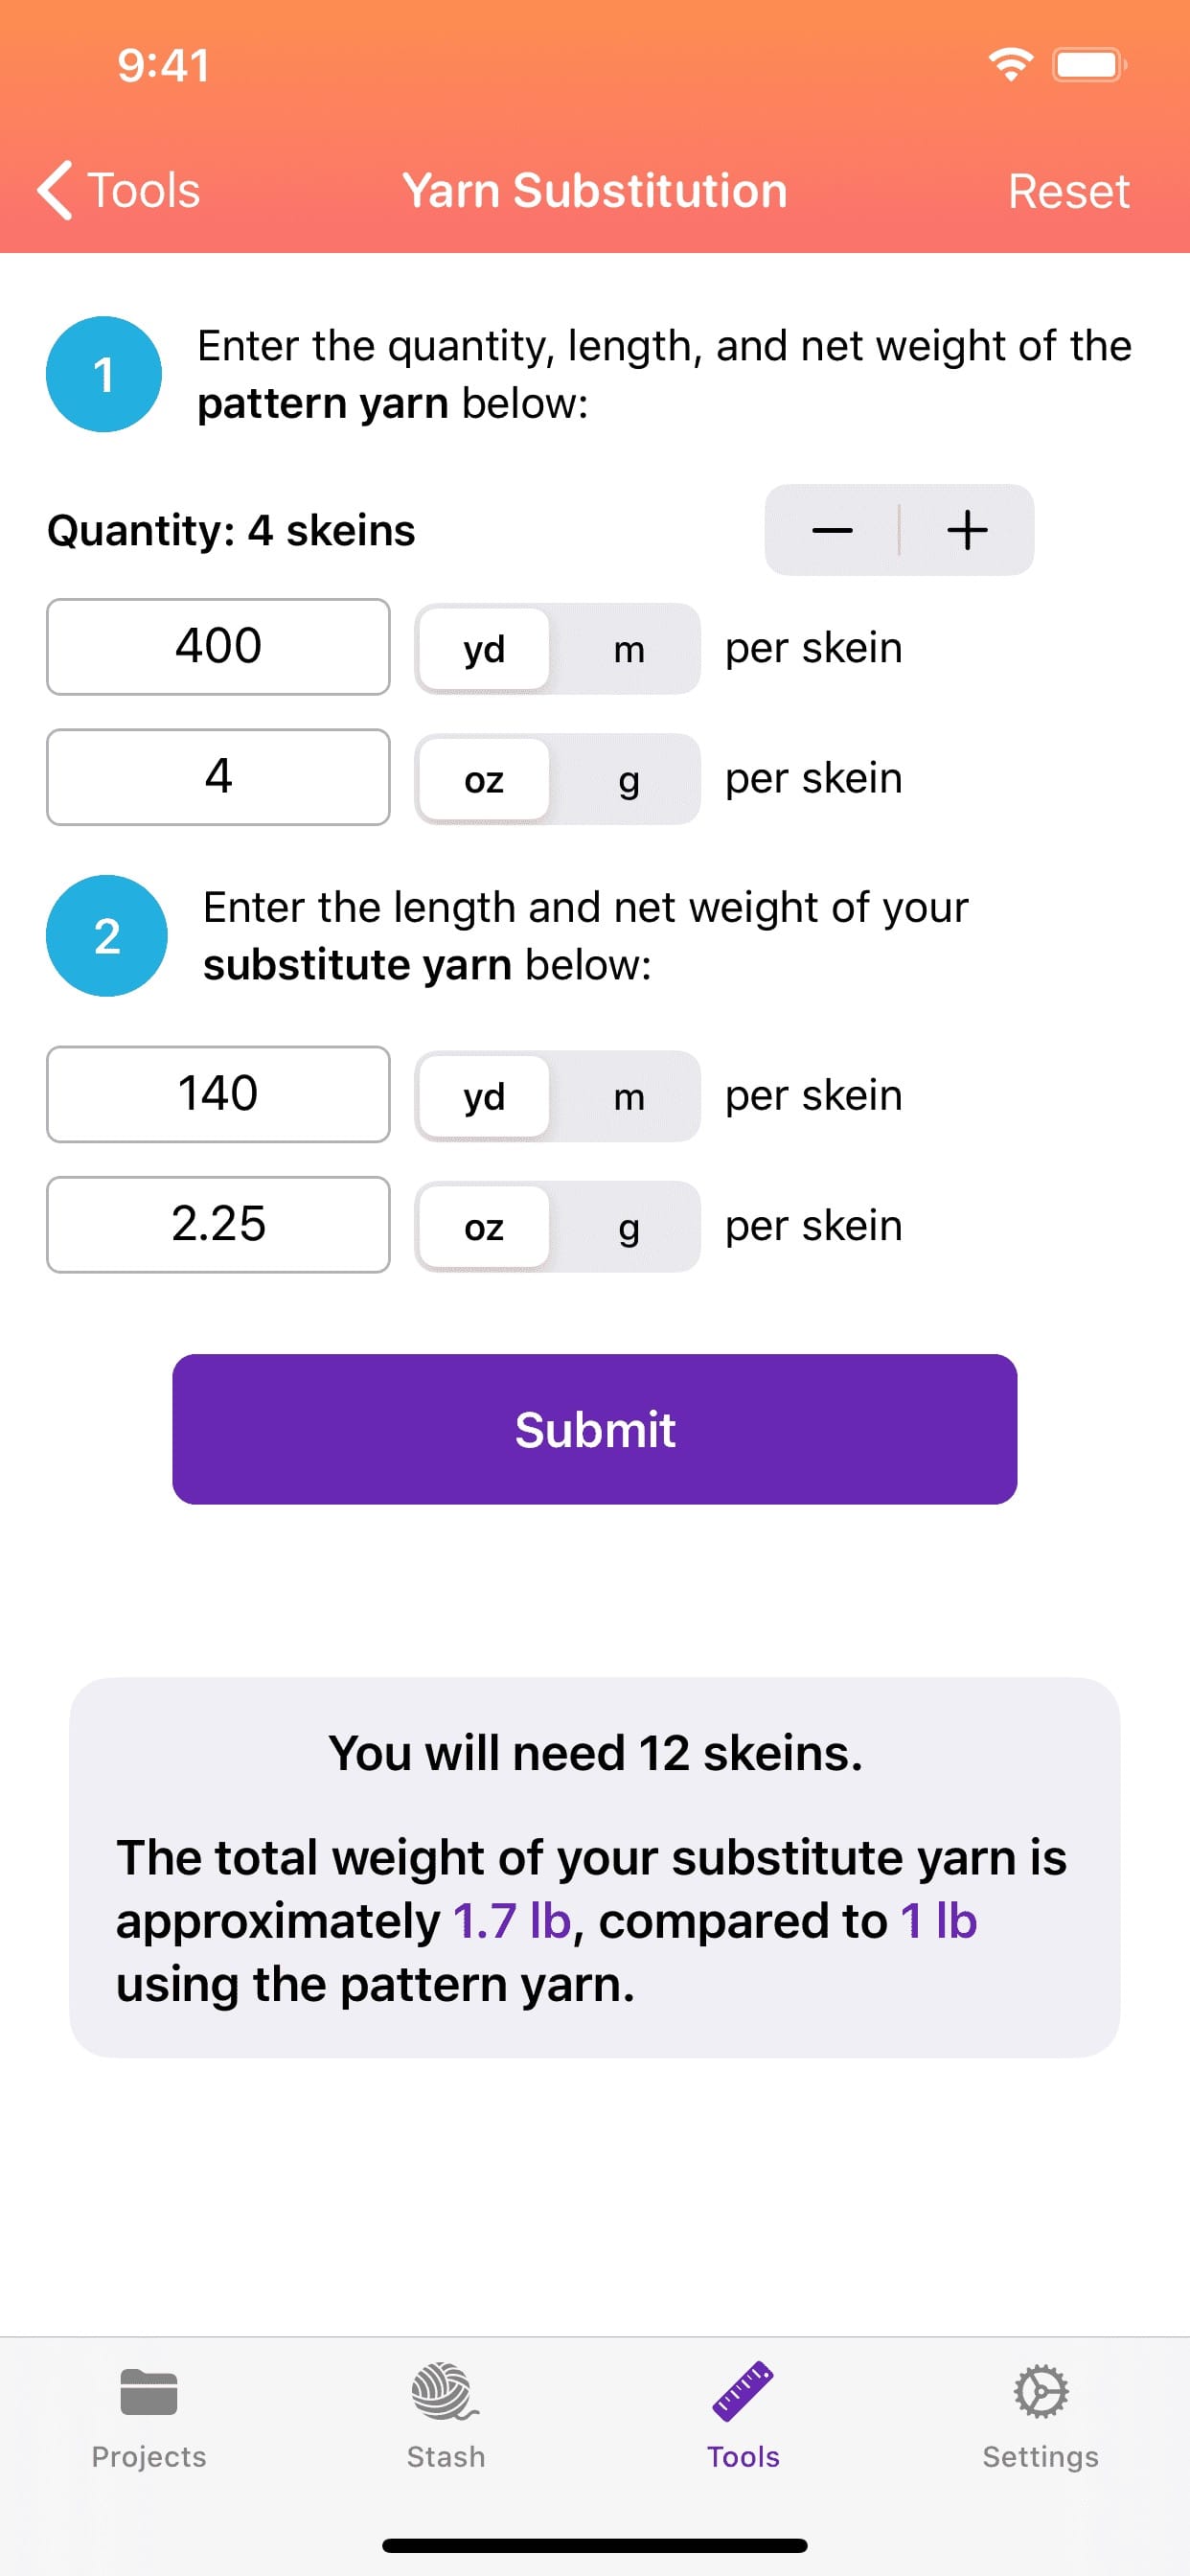 9:41
Tools Yarn Substitution Reset
1 Enter the quantity, length, and net weight of the
pattern yarn below:
Quantity: 4 skeins − +
400 yd m per skein
4 oz g per skein
2 Enter the length and net weight of your
substitute yarn below:
140 yd m per skein
2.25 oz g per skein
Submit
You will need 12 skeins.
The total weight of your substitute yarn is
approximately 1.7 lb, compared to 1 lb
using the pattern yarn.
Projects Stash Tools Settings